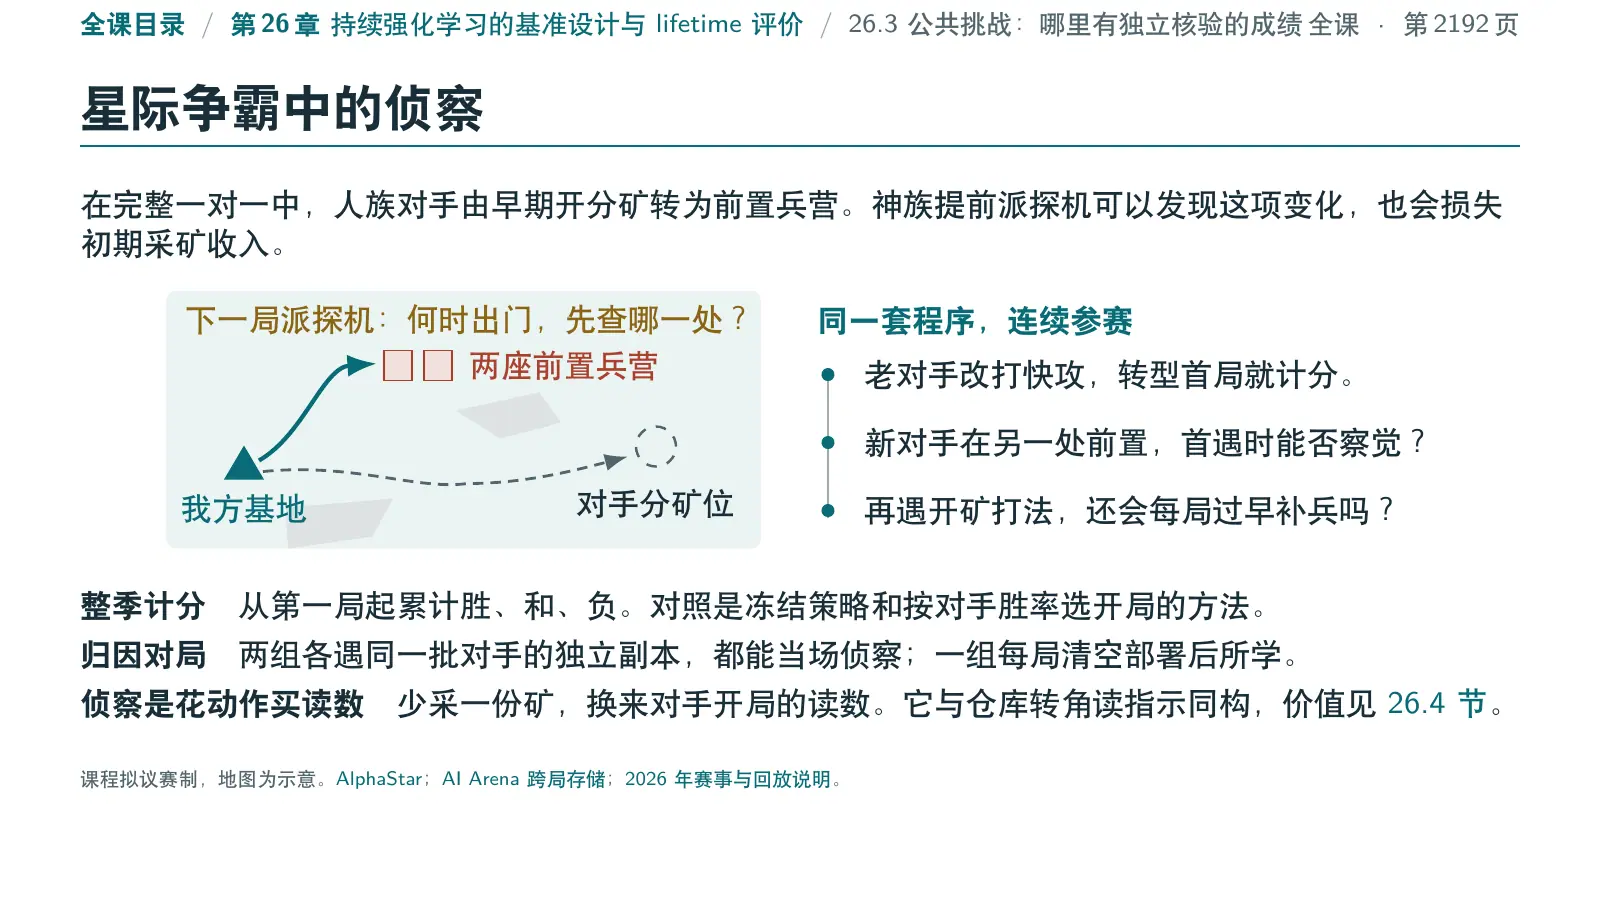 全课目录 / 第 26 章 持续强化学习的基准设计与 lifetime 评价 / 26.3 公共挑战：哪里有独立核验的成绩 全课 · 第 2192 页
星际争霸中的侦察
在完整一对一中，人族对手由早期开分矿转为前置兵营。神族提前派探机可以发现这项变化，也会损失
初期采矿收入。
下一局派探机：何时出门，先查哪一处？
两座前置兵营
我方基地
对手分矿位
同一套程序，连续参赛
老对手改打快攻，转型首局就计分。
新对手在另一处前置，首遇时能否察觉？
再遇开矿打法，还会每局过早补兵吗？
整季计分 从第一局起累计胜、和、负。对照是冻结策略和按对手胜率选开局的方法。
归因对局 两组各遇同一批对手的独立副本，都能当场侦察；一组每局清空部署后所学。
侦察是花动作买读数 少采一份矿，换来对手开局的读数。它与仓库转角读指示同构，价值见 26.4 节。
课程拟议赛制，地图为示意。AlphaStar；AI Arena 跨局存储；2026 年赛事与回放说明。